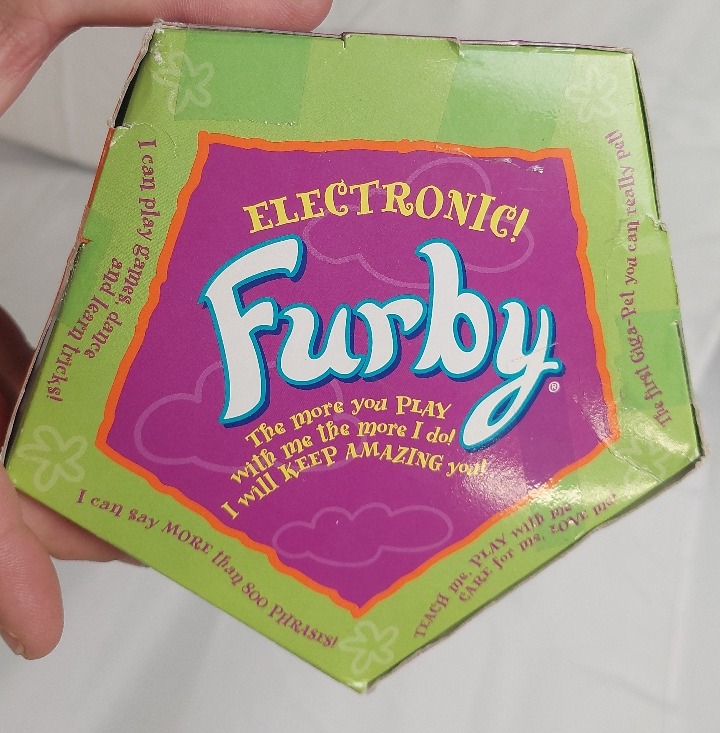 ELECTRONIC!
Furby®
The more you PLAY
with me the more I do!
I will KEEP AMAZING you!
I can play games, dance
and learn tricks!
The first Giga-Pet you can really pet!
I can say MORE than 800 PHRASES!
TEACH me, PLAY with me
CARE for me, LOVE me!